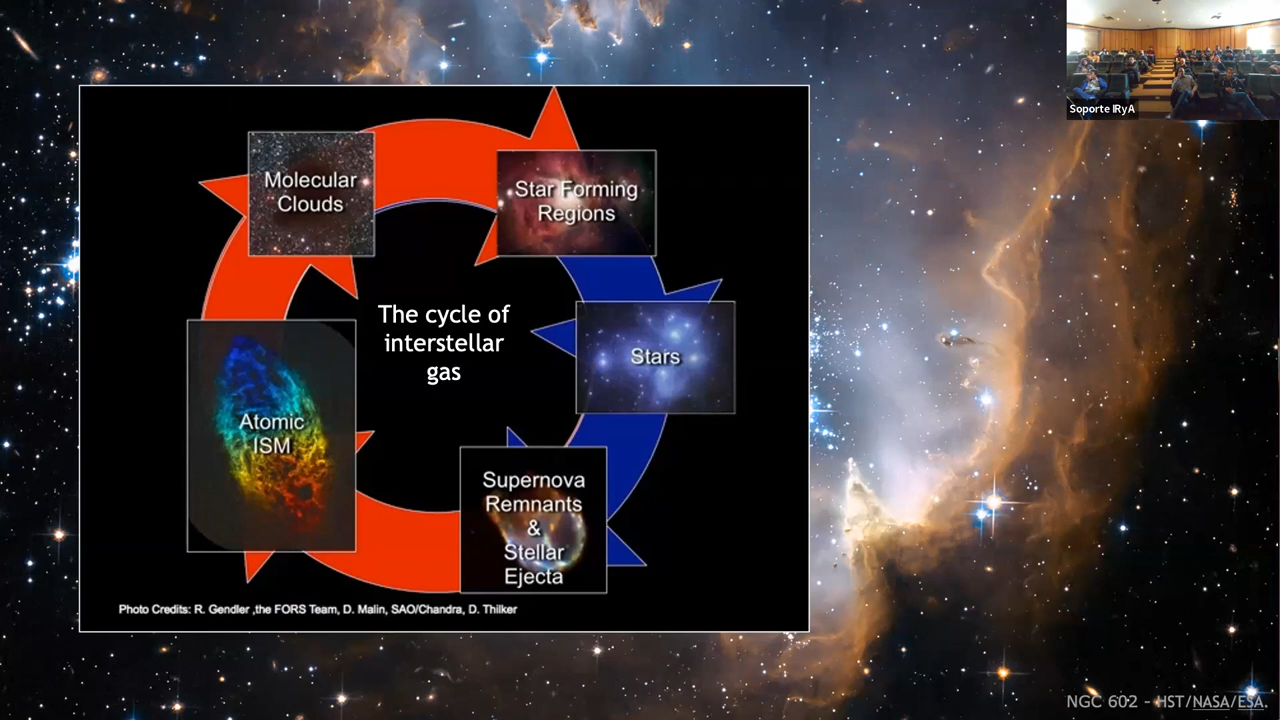 Soporte IRyA
Molecular
Clouds
Star Forming
Regions
The cycle of
interstellar
gas
Stars
Atomic
ISM
Supernova
Remnants
&
Stellar
Ejecta
Photo Credits: R. Gendler ,the FORS Team, D. Malin, SAO/Chandra, D. Thilker
NGC 602 - HST/NASA/ESA.